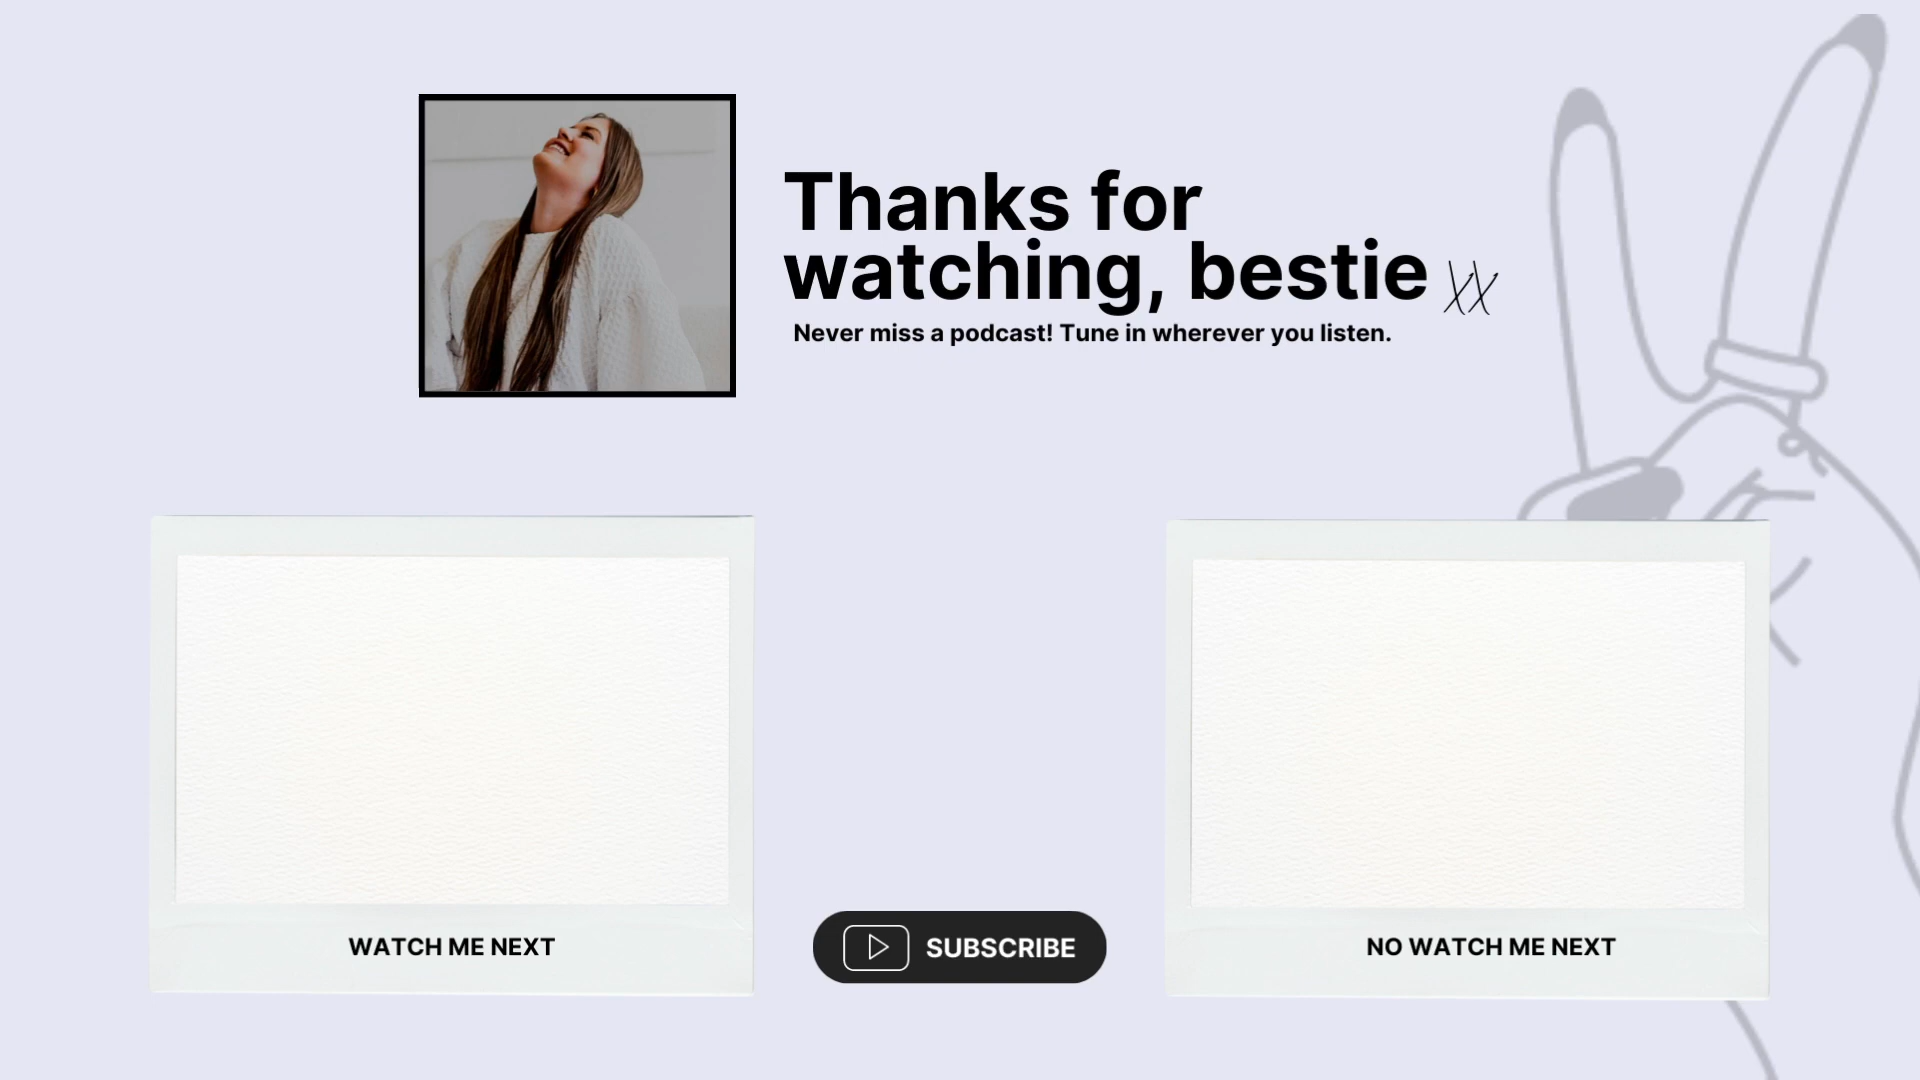 Thanks for
watching, bestie xx
Never miss a podcast! Tune in wherever you listen.
WATCH ME NEXT
SUBSCRIBE
NO WATCH ME NEXT